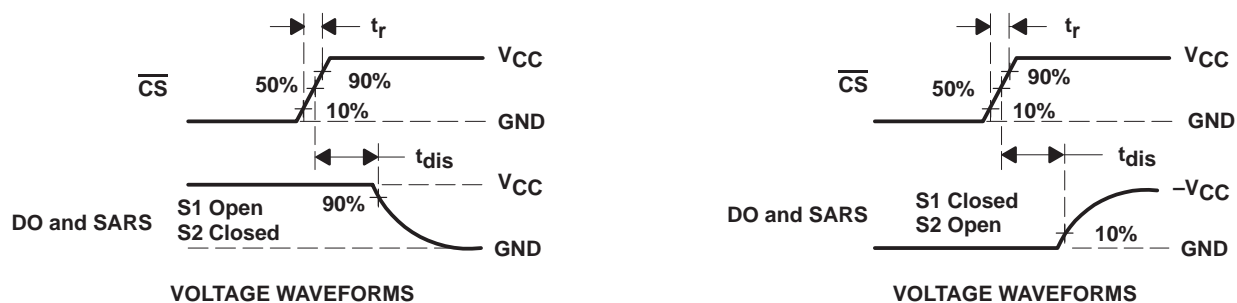 tr
VCC
CS
50%
90%
10%
GND
tdis
VCC
DO and SARS
S1 Open
S2 Closed
90%
GND
VOLTAGE WAVEFORMS
tr
VCC
CS
50%
90%
10%
GND
tdis
–VCC
DO and SARS
S1 Closed
S2 Open
10%
GND
VOLTAGE WAVEFORMS